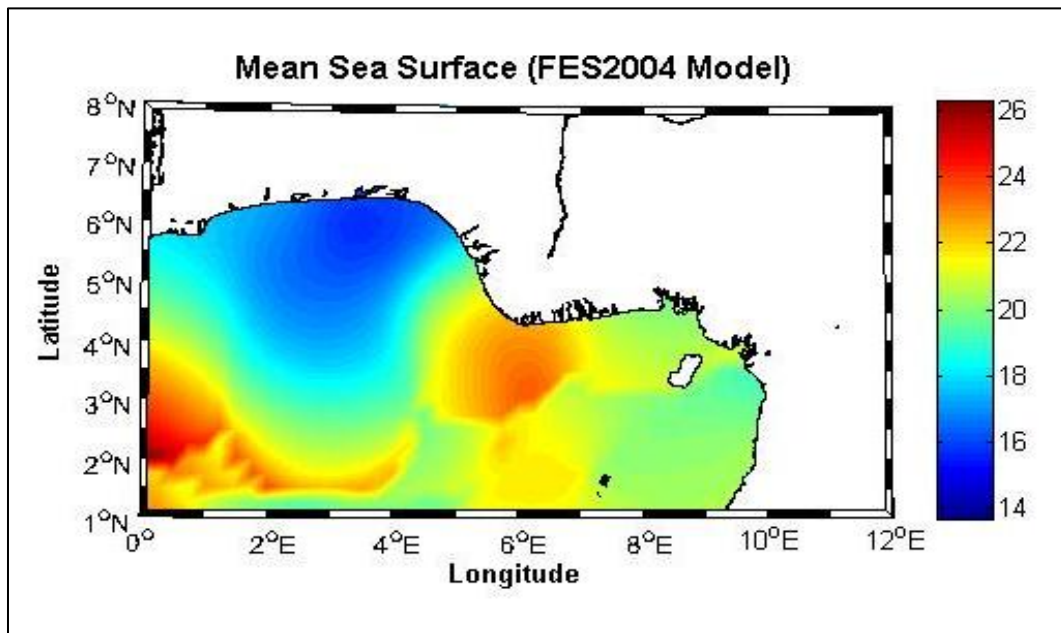 Mean Sea Surface (FES2004 Model)
8°N
7°N
6°N
5°N
4°N
3°N
2°N
1°N
Latitude
0°
2°E
4°E
6°E
8°E
10°E
12°E
Longitude
26
24
22
20
18
16
14